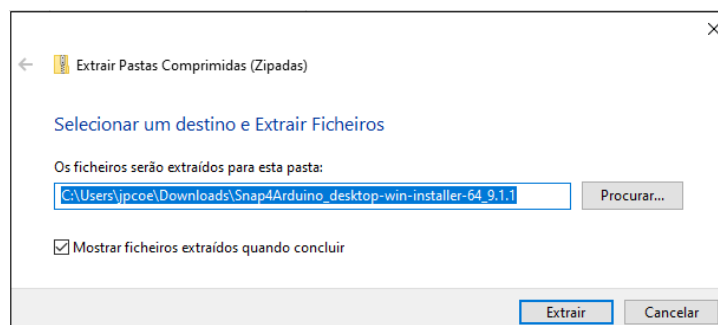 Extrair Pastas Comprimidas (Zipadas)
Selecionar um destino e Extrair Ficheiros
Os ficheiros serão extraídos para esta pasta:
C:\Users\jpcoe\Downloads\Snap4Arduino_desktop-win-installer-64_9.1.1
Procurar...
Mostrar ficheiros extraídos quando concluir
Extrair
Cancelar